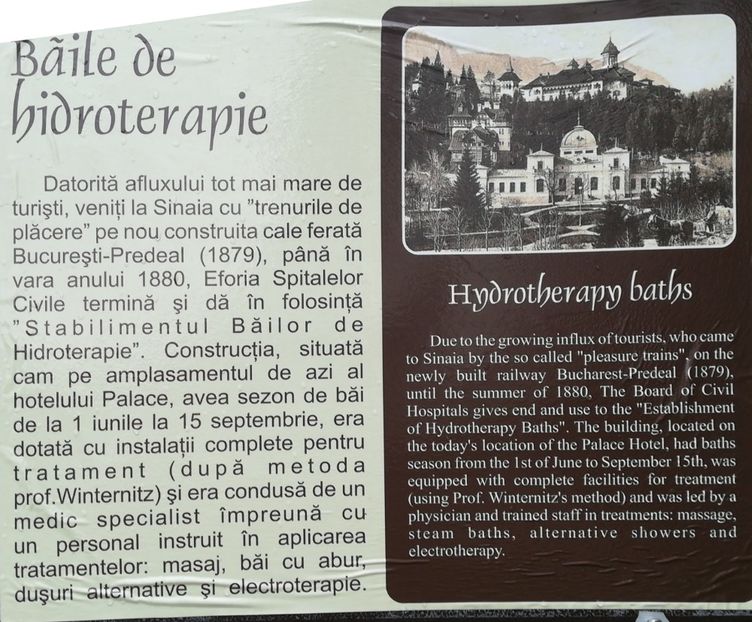 Băile de
hidroterapie
Datorită afluxului tot mai mare de
turişti, veniţi la Sinaia cu ”trenurile de
plăcere” pe nou construita cale ferată
Bucureşti-Predeal (1879), până în
vara anului 1880, Eforia Spitalelor
Civile termină şi dă în folosinţă
”Stabilimentul Băilor de
Hidroterapie”. Construcţia, situată
cam pe amplasamentul de azi al
hotelului Palace, avea sezon de băi
de la 1 iunile la 15 septembrie, era
dotată cu instalaţii complete pentru
tratament (după metoda
prof.Winternitz) şi era condusă de un
medic specialist împreună cu
un personal instruit în aplicarea
tratamentelor: masaj, băi cu abur,
duşuri alternative şi electroterapie.
Hydrotherapy baths
Due to the growing influx of tourists, who came
to Sinaia by the so called "pleasure trains", on the
newly built railway Bucharest-Predeal (1879),
until the summer of 1880, The Board of Civil
Hospitals gives end and use to the "Establishment
of Hydrotherapy Baths". The building, located on
the today's location of the Palace Hotel, had baths
season from the 1st of June to September 15th, was
equipped with complete facilities for treatment
(using Prof. Winternitz's method) and was led by a
physician and trained staff in treatments: massage,
steam baths, alternative showers and
electrotherapy.